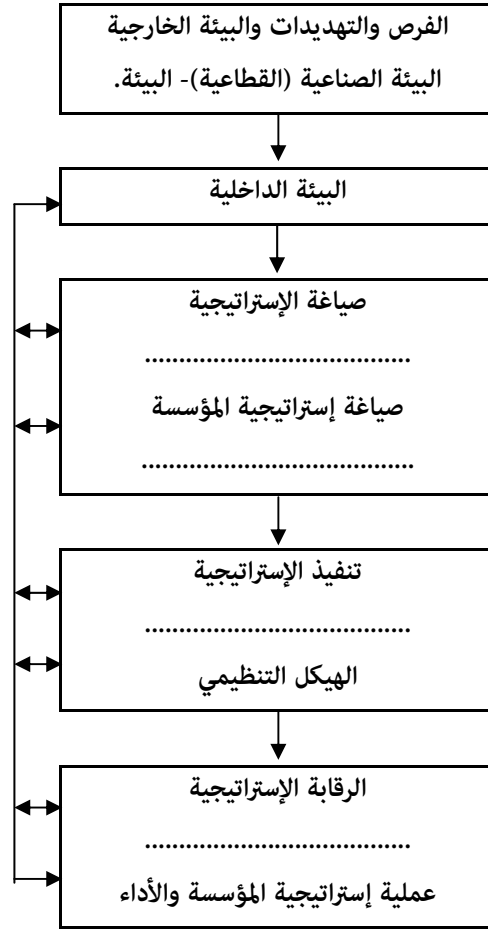 الفرص والتهديدات والبيئة الخارجية
البيئة الصناعية (القطاعية)- البيئة.
البيئة الداخلية
صياغة الإستراتيجية
.......................................
صياغة إستراتيجية المؤسسة
........................................
تنفيذ الإستراتيجية
.......................................
الهيكل التنظيمي
الرقابة الإستراتيجية
.......................................
عملية إستراتيجية المؤسسة والأداء